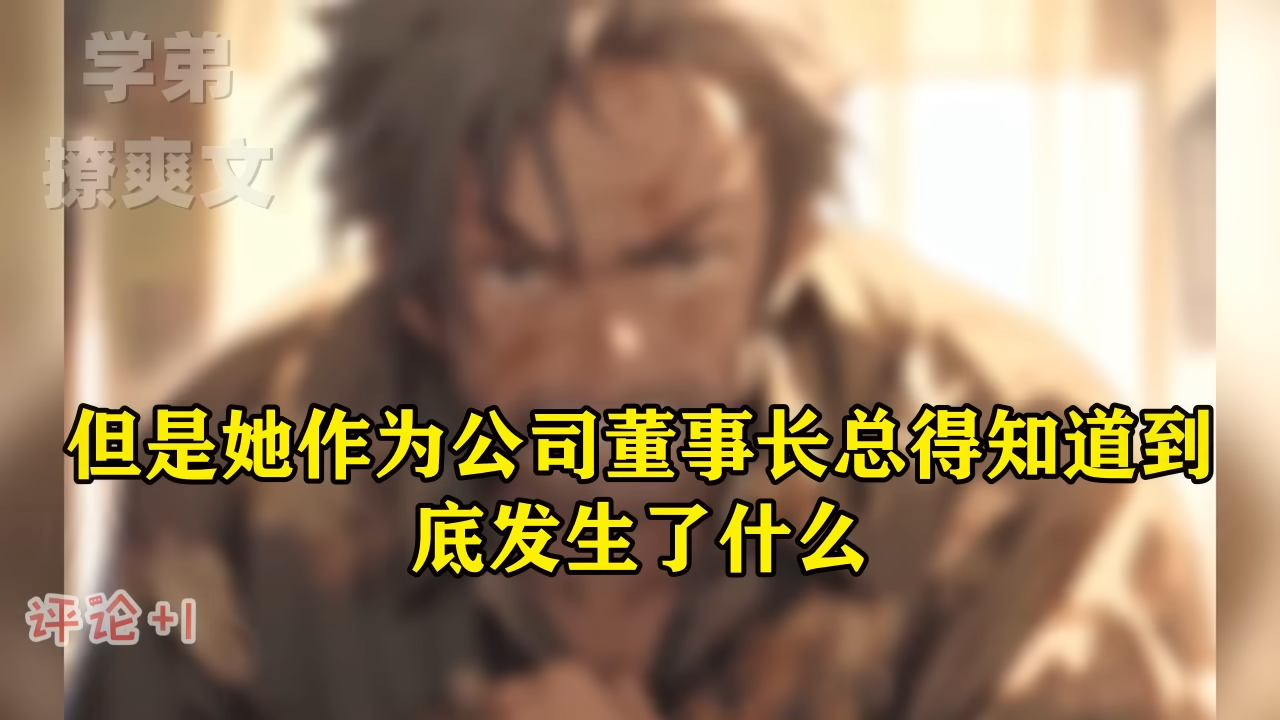 学弟
撩爽文
但是她作为公司董事长总得知道到
底发生了什么
评论+1